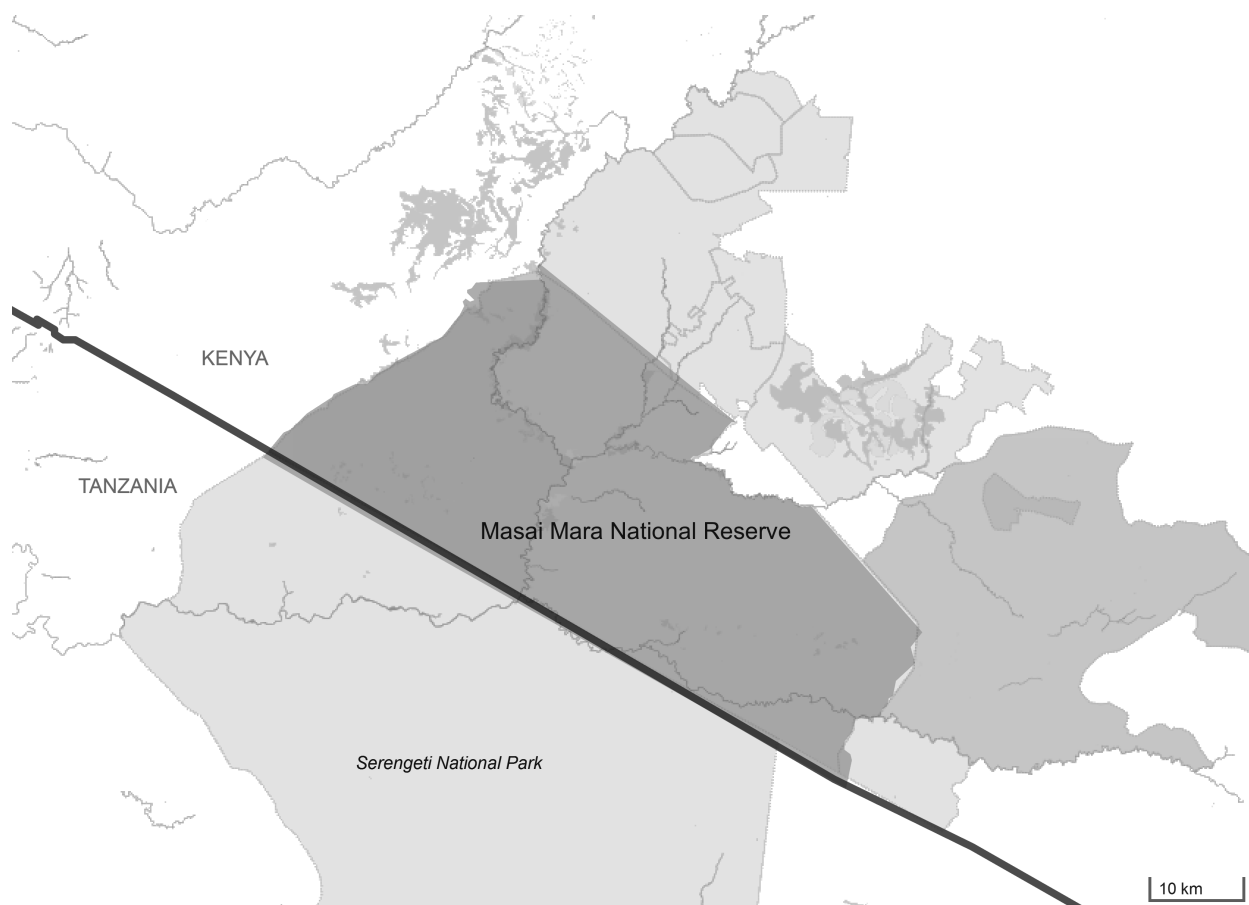 KENYA
TANZANIA
Masai Mara National Reserve
Serengeti National Park
10 km